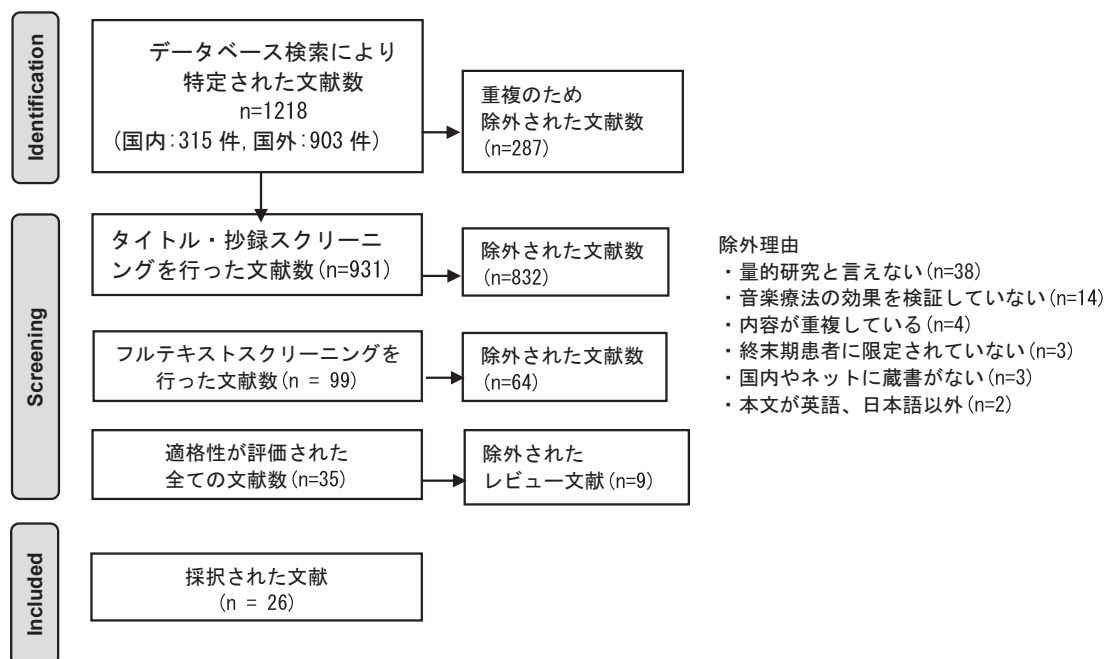 Identification
データベース検索により
特定された文献数
n=1218
(国内:315 件, 国外:903 件)
重複のため
除外された文献数
(n=287)
Screening
タイトル・抄録スクリーニ
ングを行った文献数(n=931)
除外された文献数
(n=832)
フルテキストスクリーニングを
行った文献数(n = 99)
除外された文献数
(n=64)
適格性が評価された
全ての文献数(n=35)
除外された
レビュー文献(n=9)
除外理由
・量的研究と言えない(n=38)
・音楽療法の効果を検証していない(n=14)
・内容が重複している(n=4)
・終末期患者に限定されていない(n=3)
・国内やネットに蔵書がない(n=3)
・本文が英語、日本語以外(n=2)
Included
採択された文献
(n = 26)